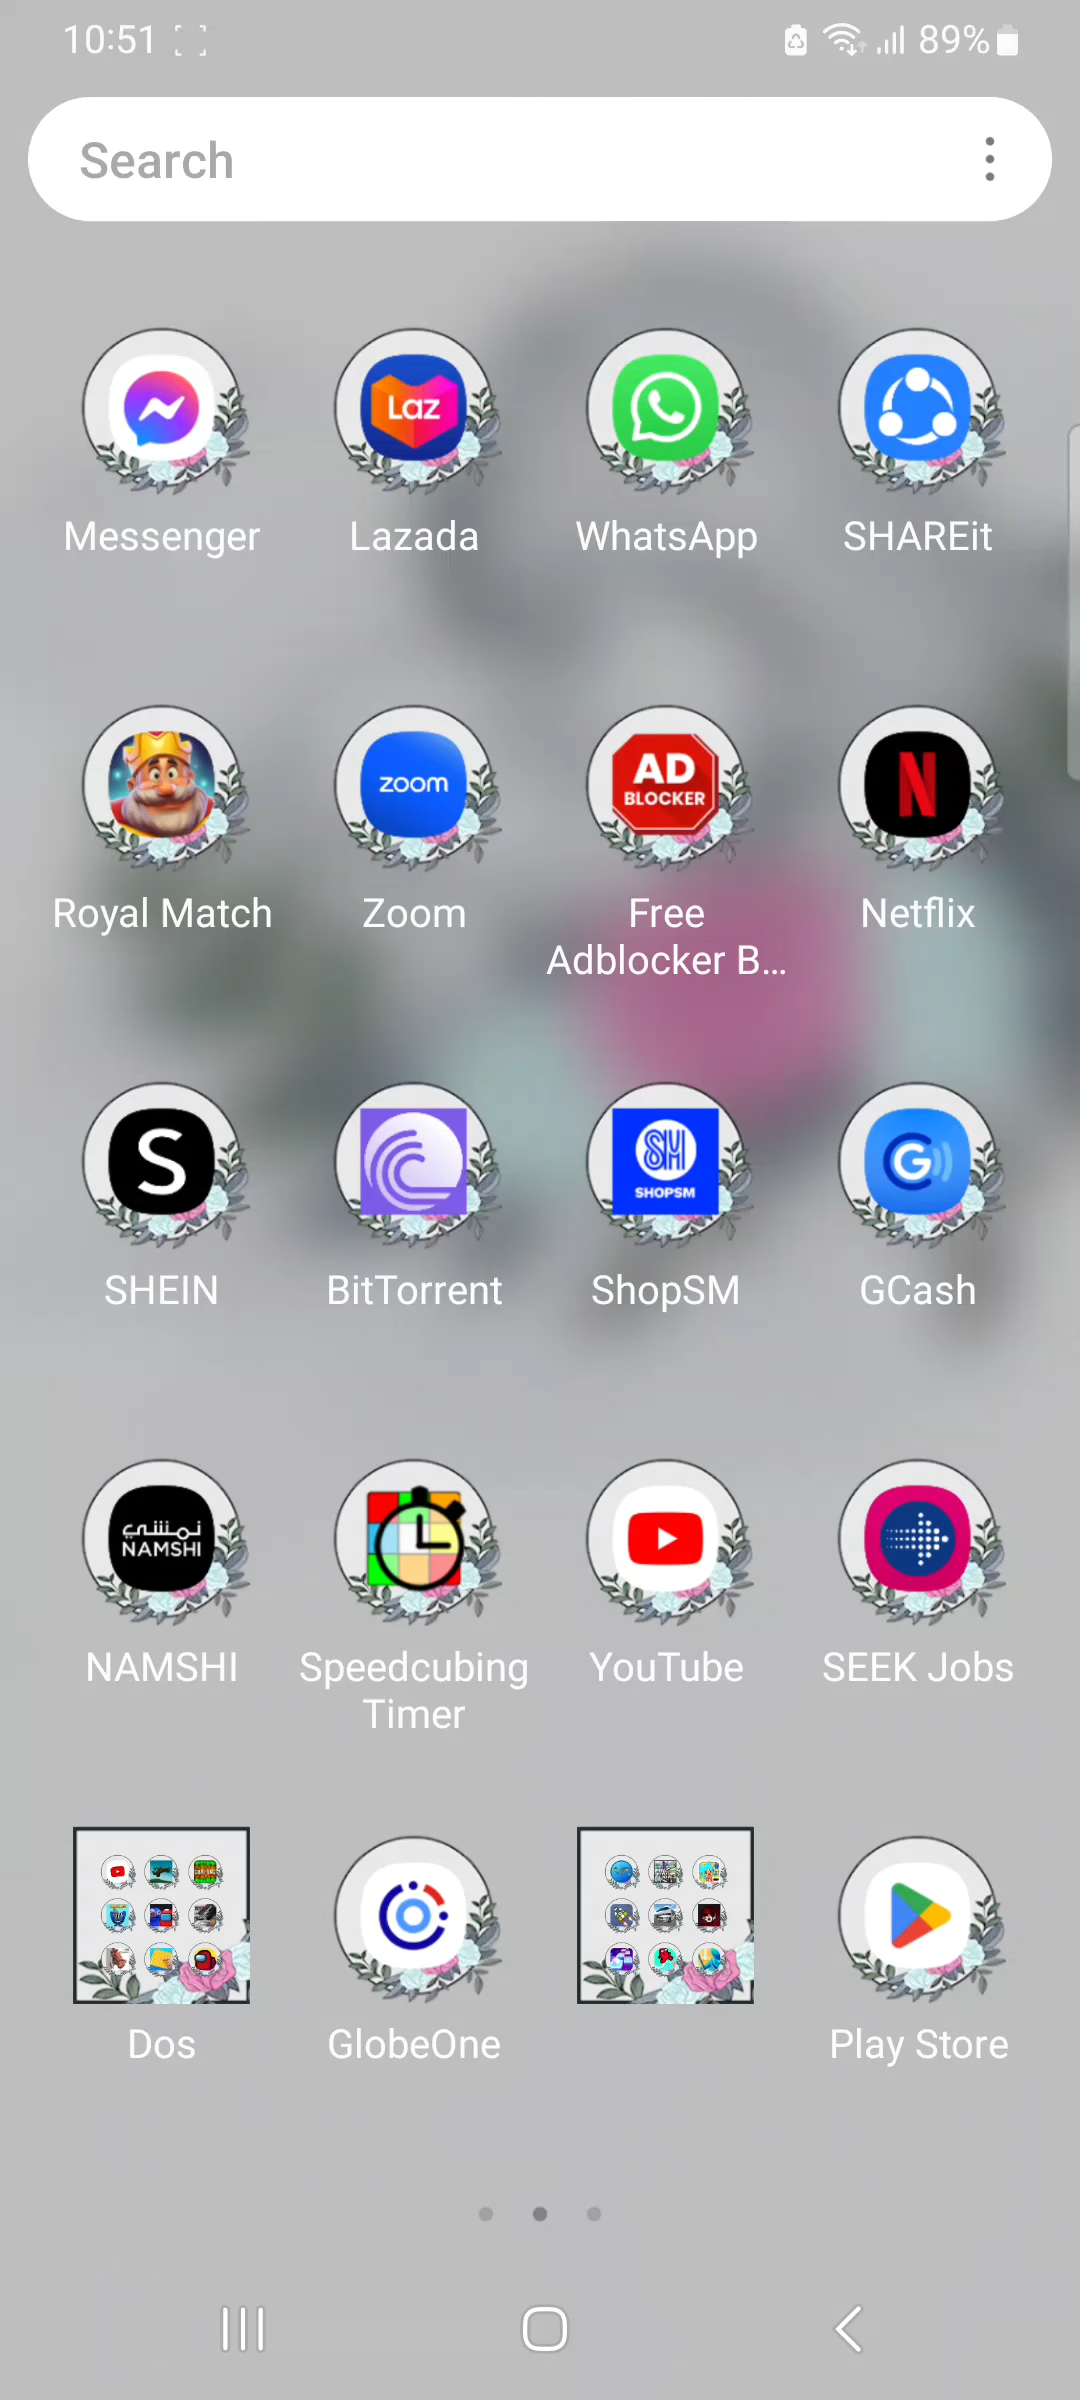 10:51
89%
Search
Laz
Messenger
Lazada
WhatsApp
SHAREit
zoom
AD
BLOCKER
N
Royal Match
Zoom
Free
Adblocker B...
Netflix
S
SM
SHOPSM
G
SHEIN
BitTorrent
ShopSM
GCash
نمشي
NAMSHI
NAMSHI
Speedcubing
Timer
YouTube
SEEK Jobs
Dos
GlobeOne
Play Store